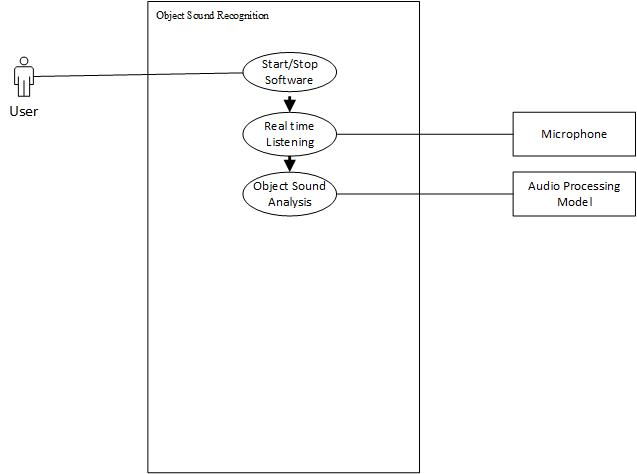 Object Sound Recognition
Start/Stop
Software
User
Real time
Listening
Microphone
Object Sound
Analysis
Audio Processing
Model